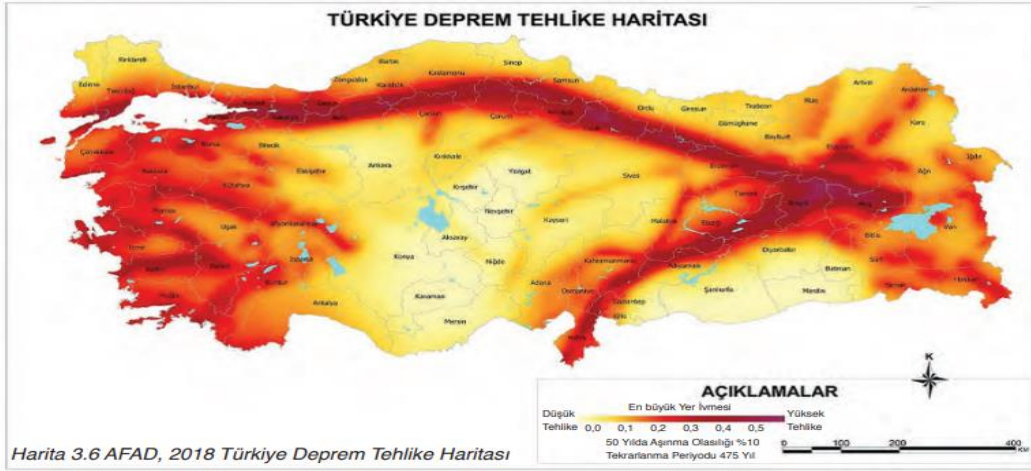 TÜRKİYE DEPREM TEHLİKE HARİTASI
Kırklareli
Edirne
Tekirdağ
İstanbul
Zonguldak
Bartın
Karabük
Kastamonu
Sinop
Samsun
Ordu
Giresun
Trabzon
Rize
Artvin
Ardahan
Kars
Gümüşhane
Bayburt
Erzurum
Iğdır
Ağrı
Çanakkale
Bursa
Bilecik
Eskişehir
Ankara
Kırıkkale
Çankırı
Çorum
Yozgat
Kırşehir
Sivas
Erzincan
Tunceli
Bingöl
Muş
Van
Bitlis
Kütahya
Manisa
Uşak
Afyonkarahisar
İzmir
Aydın
Denizli
Muğla
Isparta
Burdur
Antalya
Konya
Aksaray
Nevşehir
Kayseri
Niğde
Karaman
Mersin
Adana
Osmaniye
Kahramanmaraş
Malatya
Elazığ
Adıyaman
Gaziantep
Kilis
Hatay
Şanlıurfa
Diyarbakır
Mardin
Batman
Siirt
Şırnak
Hakkari
K
AÇIKLAMALAR
En büyük Yer İvmesi
Düşük Tehlike
0,0 0,1 0,2 0,3 0,4 0,5
Yüksek Tehlike
50 Yılda Aşınma Olasılığı %10
Tekrarlanma Periyodu 475 Yıl
0 100 200 400
Harita 3.6 AFAD, 2018 Türkiye Deprem Tehlike Haritası